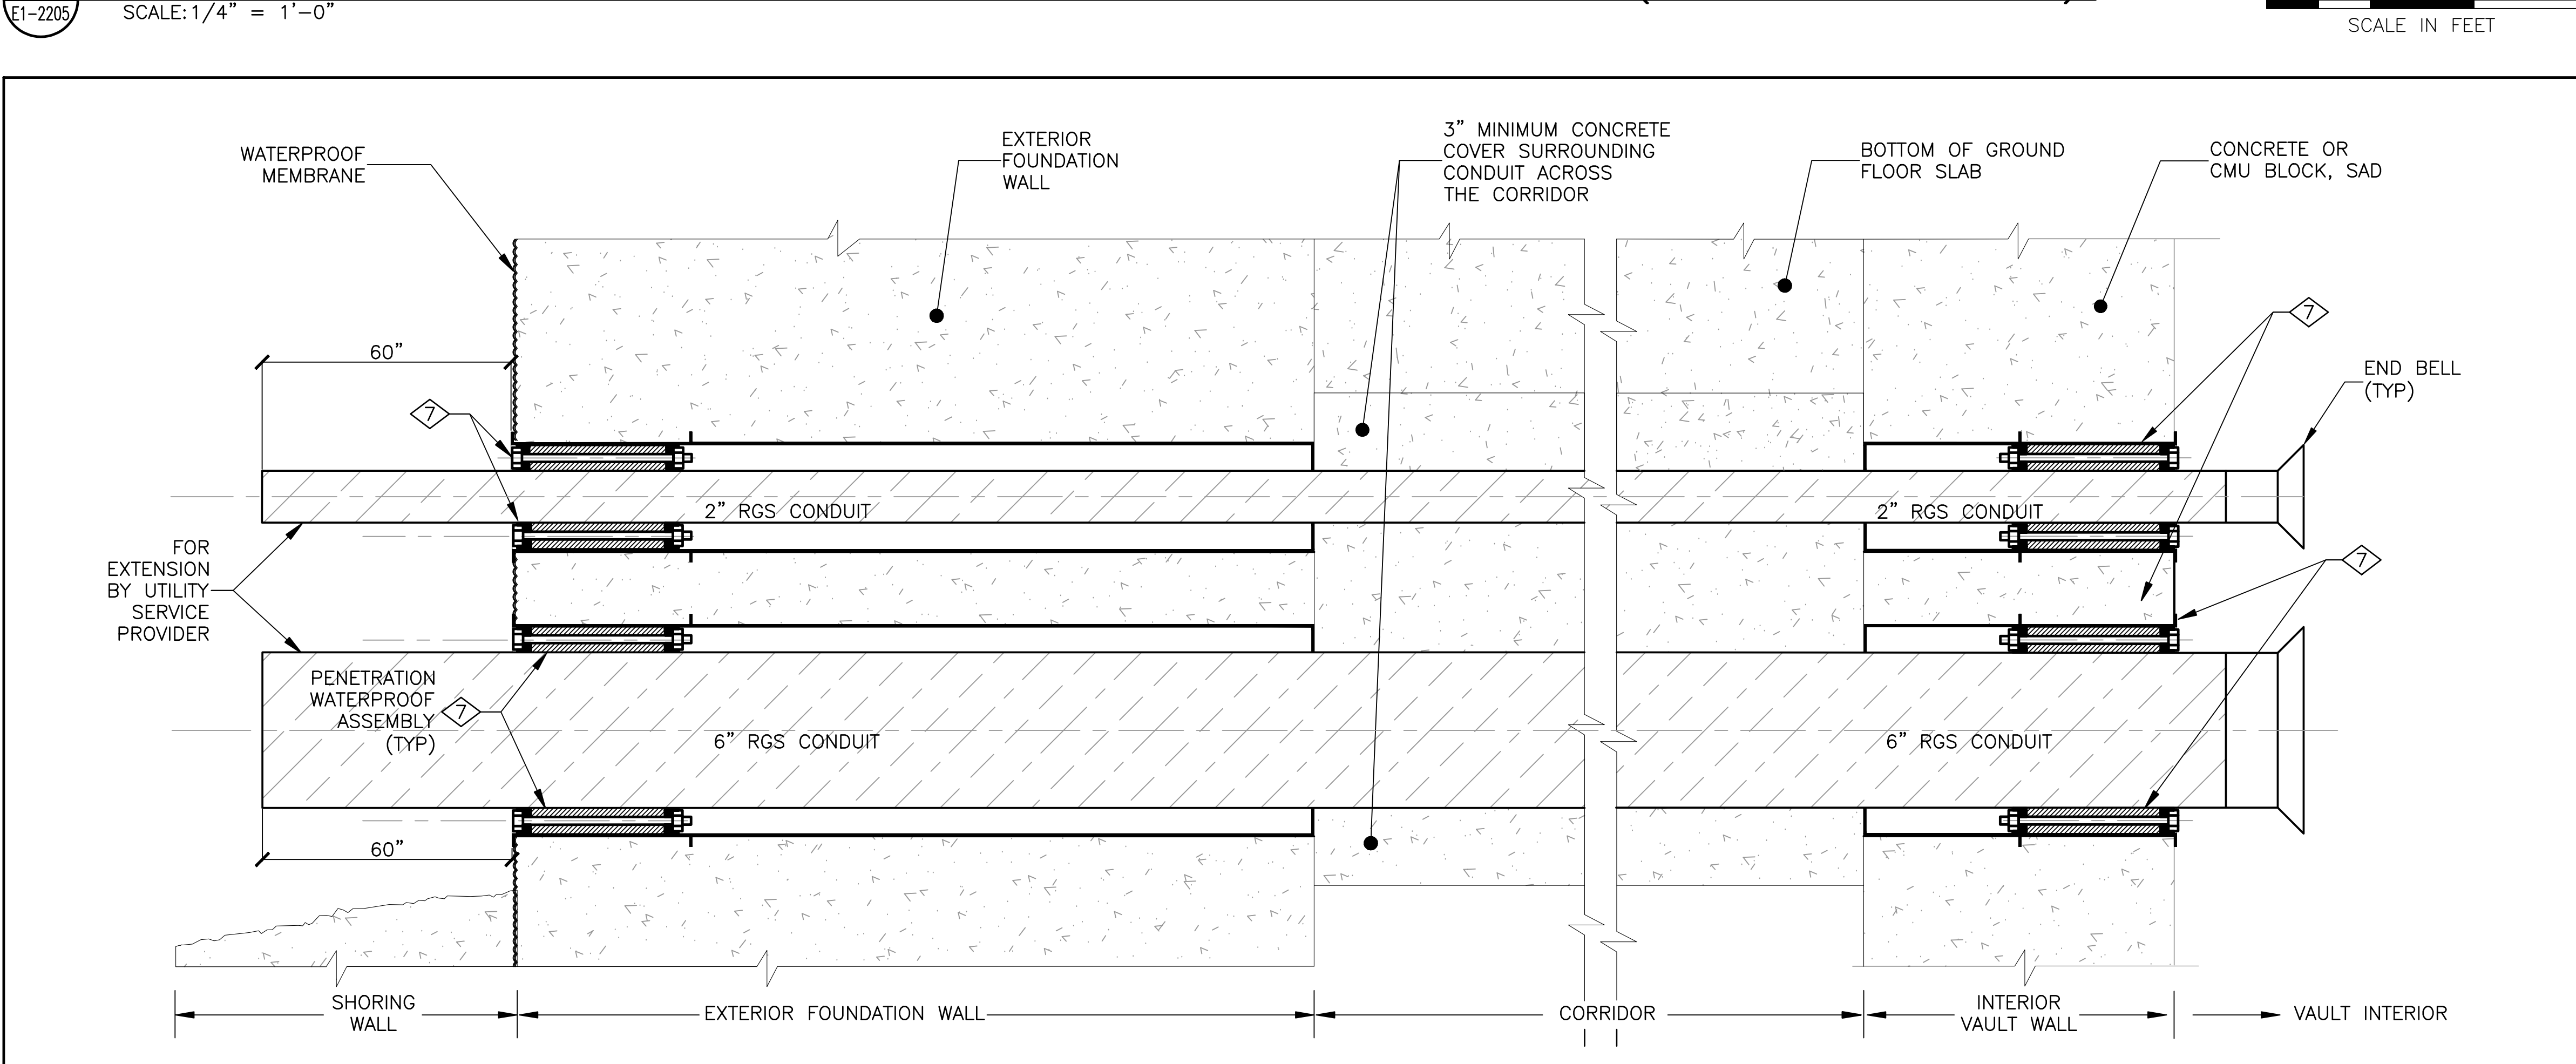 E1-2205
SCALE: 1/4" = 1'-0"
SCALE IN FEET
WATERPROOF
MEMBRANE
EXTERIOR
FOUNDATION
WALL
3" MINIMUM CONCRETE
COVER SURROUNDING
CONDUIT ACROSS
THE CORRIDOR
BOTTOM OF GROUND
FLOOR SLAB
CONCRETE OR
CMU BLOCK, SAD
7
60"
END BELL
(TYP)
7
2" RGS CONDUIT
2" RGS CONDUIT
FOR
EXTENSION
BY UTILITY
SERVICE
PROVIDER
7
PENETRATION
WATERPROOF
ASSEMBLY
(TYP)
7
6" RGS CONDUIT
6" RGS CONDUIT
60"
SHORING
WALL
EXTERIOR FOUNDATION WALL
CORRIDOR
INTERIOR
VAULT WALL
VAULT INTERIOR